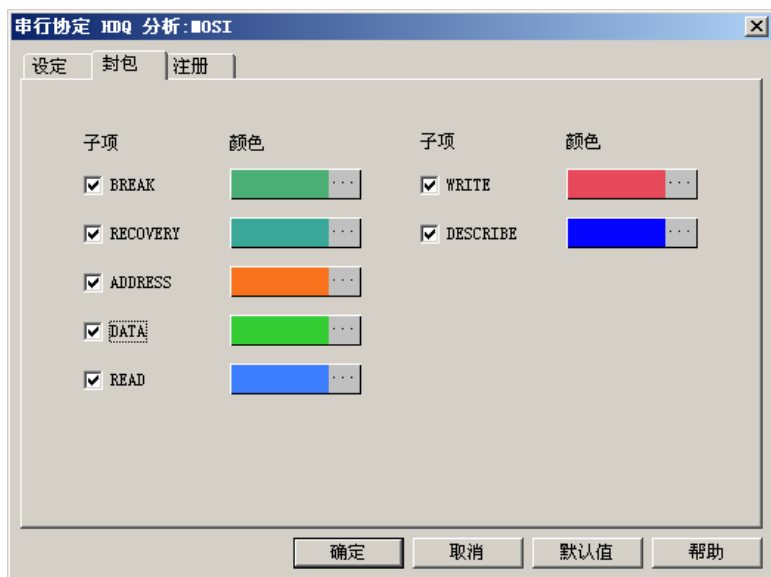 串行协定 HDQ 分析:MOSI
设定 封包 注册
子项 颜色 子项 颜色
BREAK ... WRITE ...
RECOVERY ... DESCRIBE ...
ADDRESS ...
DATA ...
READ ...
确定 取消 默认值 帮助